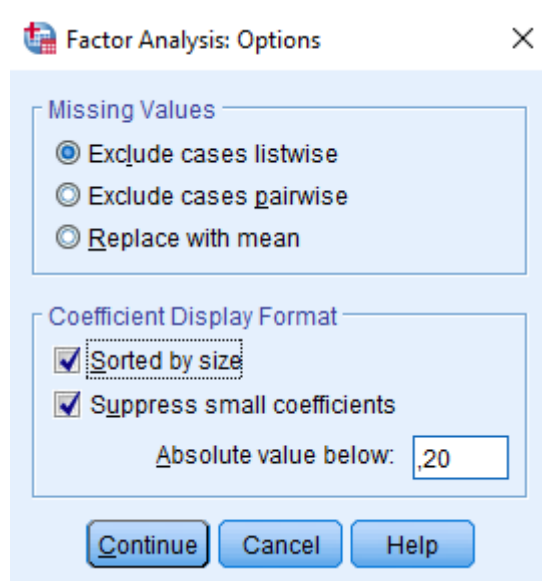 Factor Analysis: Options
Missing Values
Exclude cases listwise
Exclude cases pairwise
Replace with mean
Coefficient Display Format
Sorted by size
Suppress small coefficients
Absolute value below: ,20
Continue Cancel Help